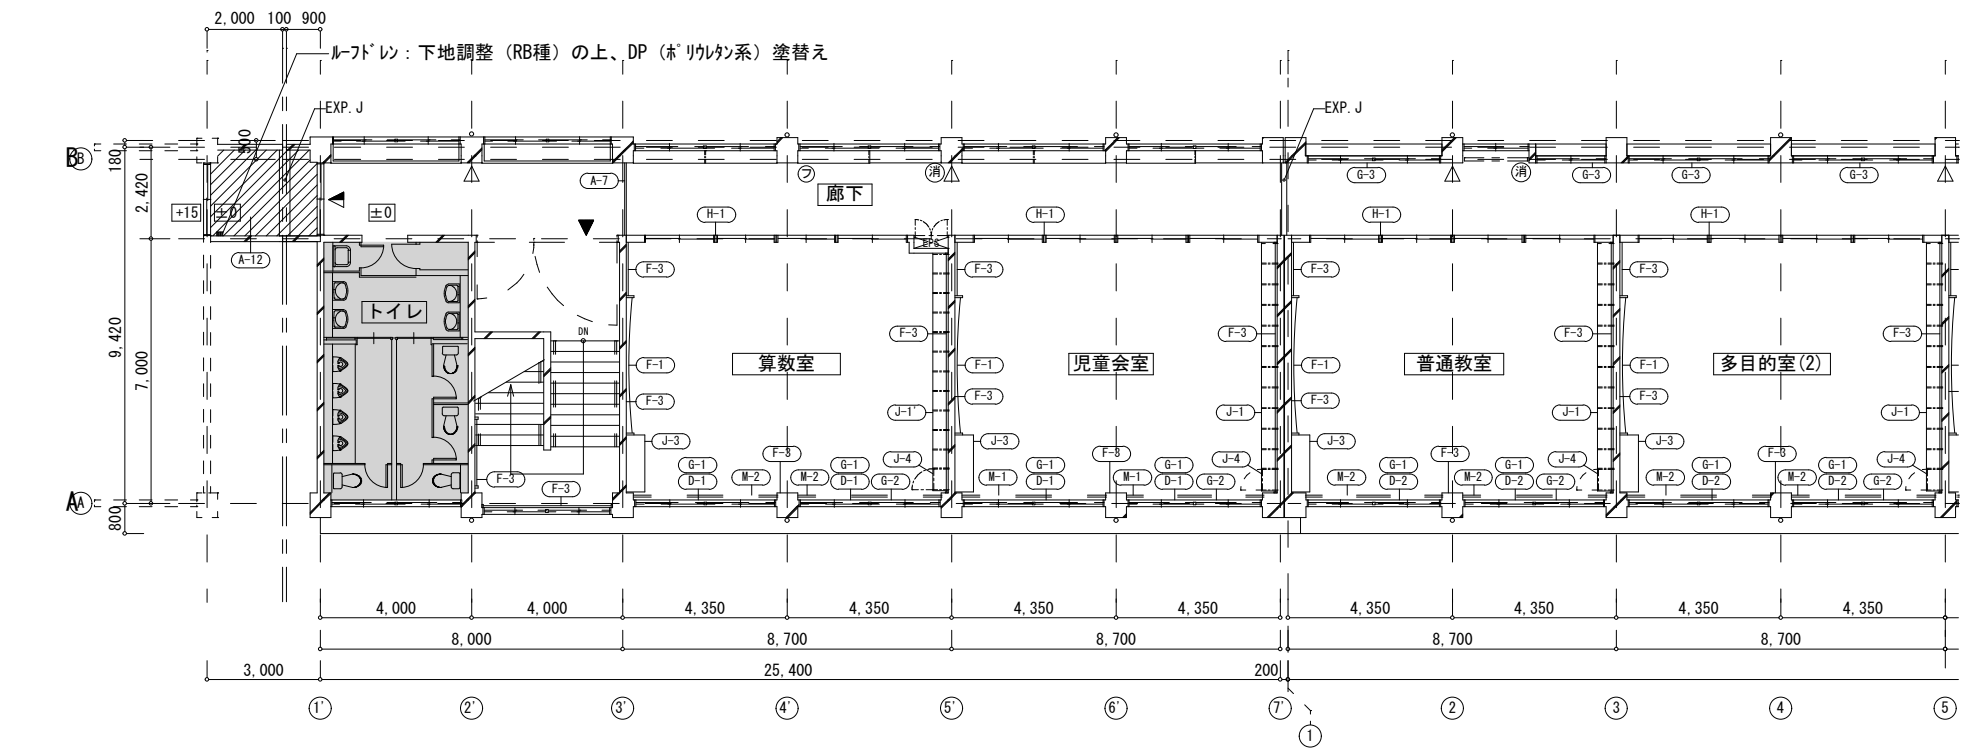 2,000 100 900
ルーフドレン：下地調整（RB種）の上、DP（ポリウレタン系）塗替え
EXP.J
EXP.J
B
B
180
900
2,420
9,420
7,000
800
A
A
+15
±0
±0
A-12
A-7
フ
消
廊下
消
G-3
G-3
G-3
G-3
H-1
H-1
H-1
H-1
EPS
トイレ
DN
F-3
F-3
F-3
F-3
F-3
F-3
F-3
F-3
算数室
児童会室
普通教室
多目的室(2)
F-1
F-1
F-1
F-1
F-3
F-3
F-3
F-3
J-1'
J-1
J-1
J-1
J-3
J-3
J-3
J-3
F-3
F-3
F-3
F-3
J-4
J-4
J-4
G-1
G-1
G-1
G-1
G-1
G-1
G-1
G-1
F-3
M-2
M-2
M-1
M-1
M-2
M-2
M-2
M-2
D-1
D-1
G-2
D-1
D-1
G-2
D-2
D-2
G-2
D-2
D-2
G-2
F-3
4,000
4,000
4,350
4,350
4,350
4,350
4,350
4,350
4,350
4,350
8,000
8,700
8,700
8,700
8,700
3,000
25,400
200
1'
2'
3'
4'
5'
6'
7'
2
3
4
5
1